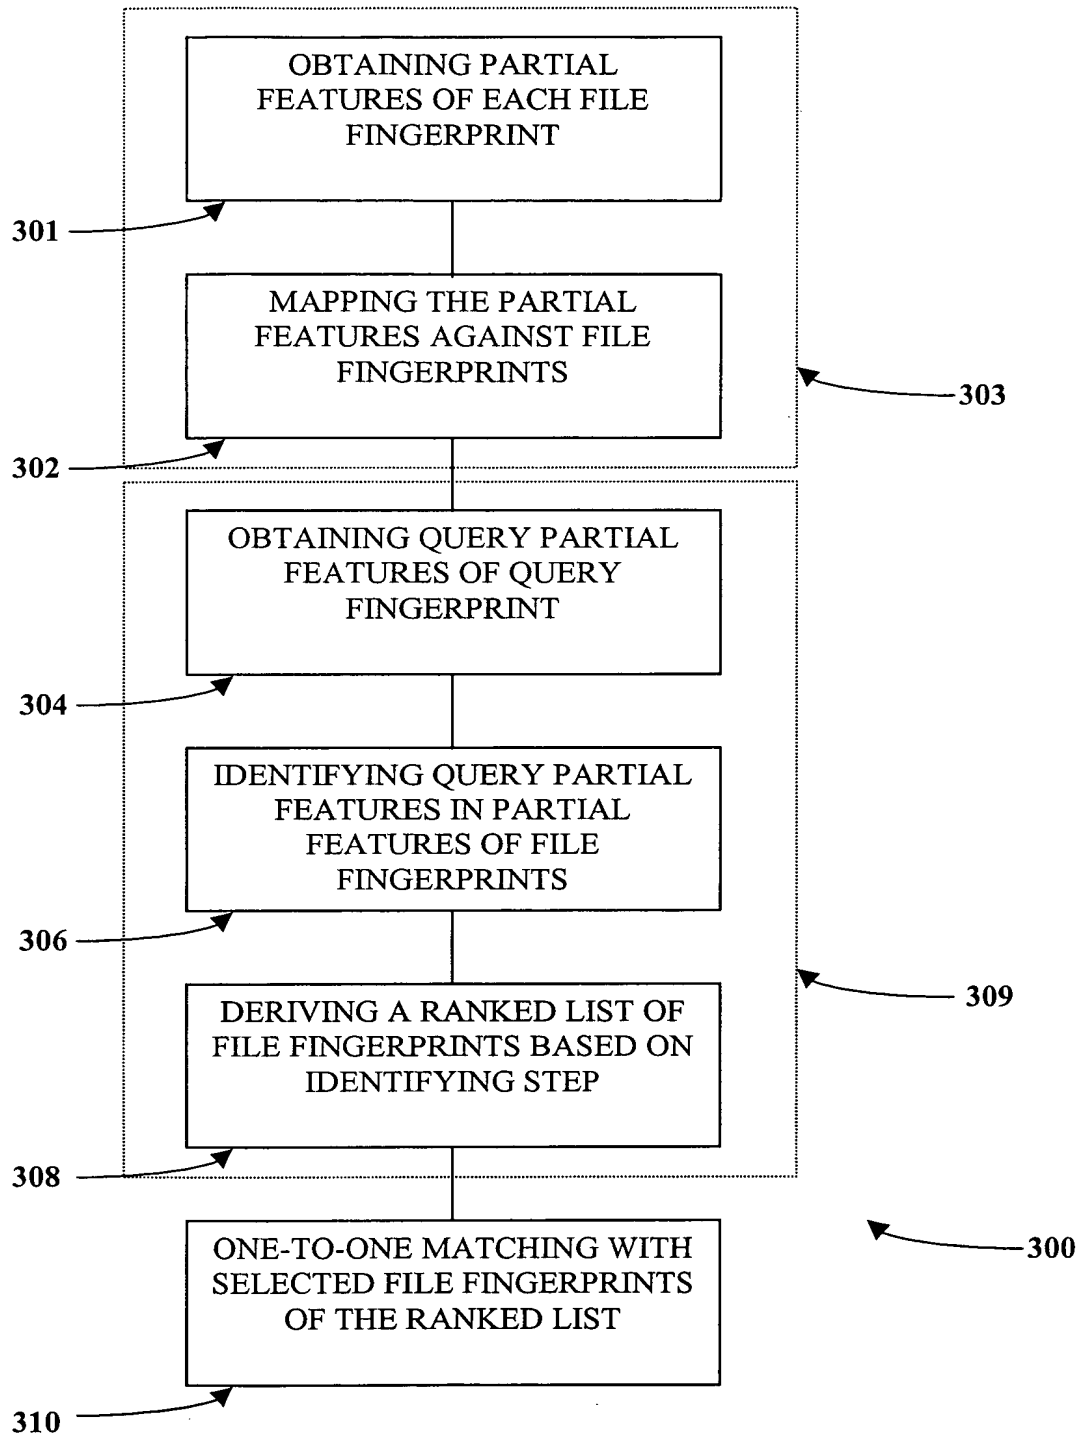 OBTAINING PARTIAL
FEATURES OF EACH FILE
FINGERPRINT
301
MAPPING THE PARTIAL
FEATURES AGAINST FILE
FINGERPRINTS
303
302
OBTAINING QUERY PARTIAL
FEATURES OF QUERY
FINGERPRINT
304
IDENTIFYING QUERY PARTIAL
FEATURES IN PARTIAL
FEATURES OF FILE
FINGERPRINTS
306
309
DERIVING A RANKED LIST OF
FILE FINGERPRINTS BASED ON
IDENTIFYING STEP
308
300
ONE-TO-ONE MATCHING WITH
SELECTED FILE FINGERPRINTS
OF THE RANKED LIST
310